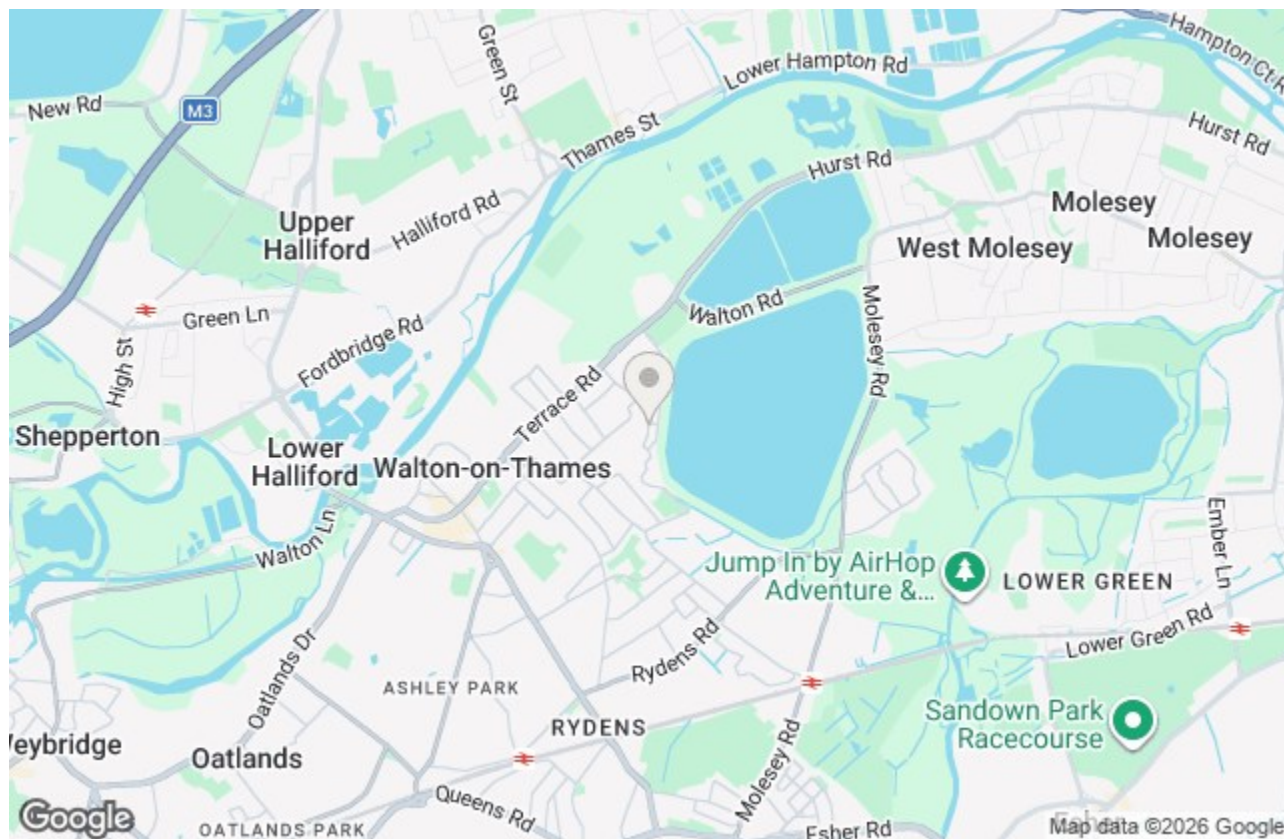 Hampton Ct R
Green St
Lower Hampton Rd
New Rd
M3
Thames St
Hurst Rd
Hurst Rd
Upper
Halliford
Halliford Rd
Molesey
Molesey
West Molesey
Walton Rd
Green Ln
Fordbridge Rd
Molesey Rd
High St
Terrace Rd
Shepperton
Lower
Halliford
Walton-on-Thames
Walton Ln
Ember Ln
Jump In by AirHop
Adventure &...
LOWER GREEN
Lower Green Rd
Rydens Rd
Oatlands Dr
ASHLEY PARK
Sandown Park
Racecourse
RYDENS
Weybridge
Oatlands
Molesey Rd
Queens Rd
Google
OATLANDS PARK
Esher Rd
Esher
Map data ©2026 Google